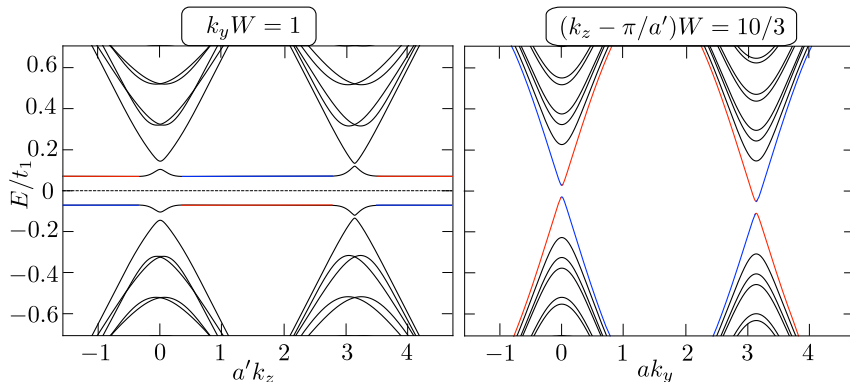 k_yW = 1
(k_z − π/a′)W = 10/3
E/t_1
0.6
0.4
0.2
0
−0.2
−0.4
−0.6
−1 0 1 2 3 4
−1 0 1 2 3 4
a′k_z
ak_y